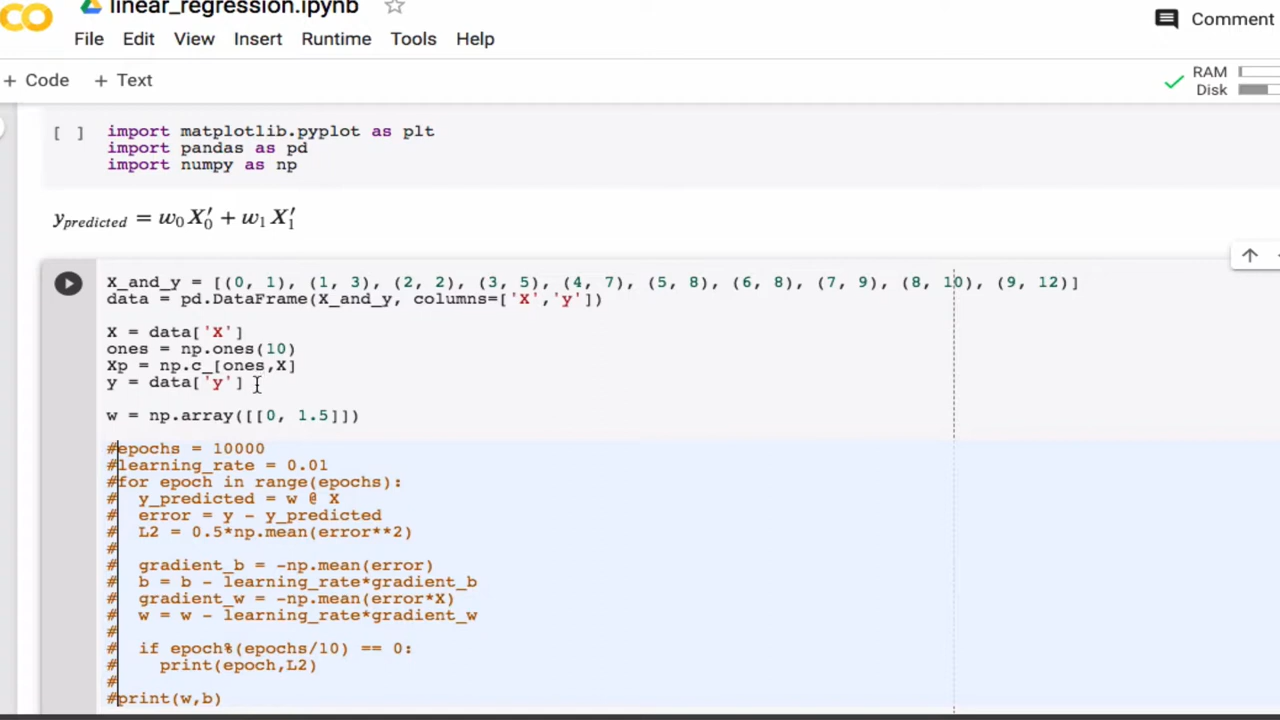 linear_regression.ipynb
Comment
File Edit View Insert Runtime Tools Help
+ Code + Text
RAM
Disk
[ ] import matplotlib.pyplot as plt
import pandas as pd
import numpy as np
y_predicted = w₀X₀′ + w₁X₁′
X_and_y = [(0, 1), (1, 3), (2, 2), (3, 5), (4, 7), (5, 8), (6, 8), (7, 9), (8, 10), (9, 12)]
data = pd.DataFrame(X_and_y, columns=['X','y'])
X = data['X']
ones = np.ones(10)
Xp = np.c_[ones,X]
y = data['y']
w = np.array([[0, 1.5]])
#epochs = 10000
#learning_rate = 0.01
#for epoch in range(epochs):
#  y_predicted = w @ X
#  error = y - y_predicted
#  L2 = 0.5*np.mean(error**2)
#
#  gradient_b = -np.mean(error)
#  b = b - learning_rate*gradient_b
#  gradient_w = -np.mean(error*X)
#  w = w - learning_rate*gradient_w
#
#  if epoch%(epochs/10) == 0:
#    print(epoch,L2)
#
#print(w,b)